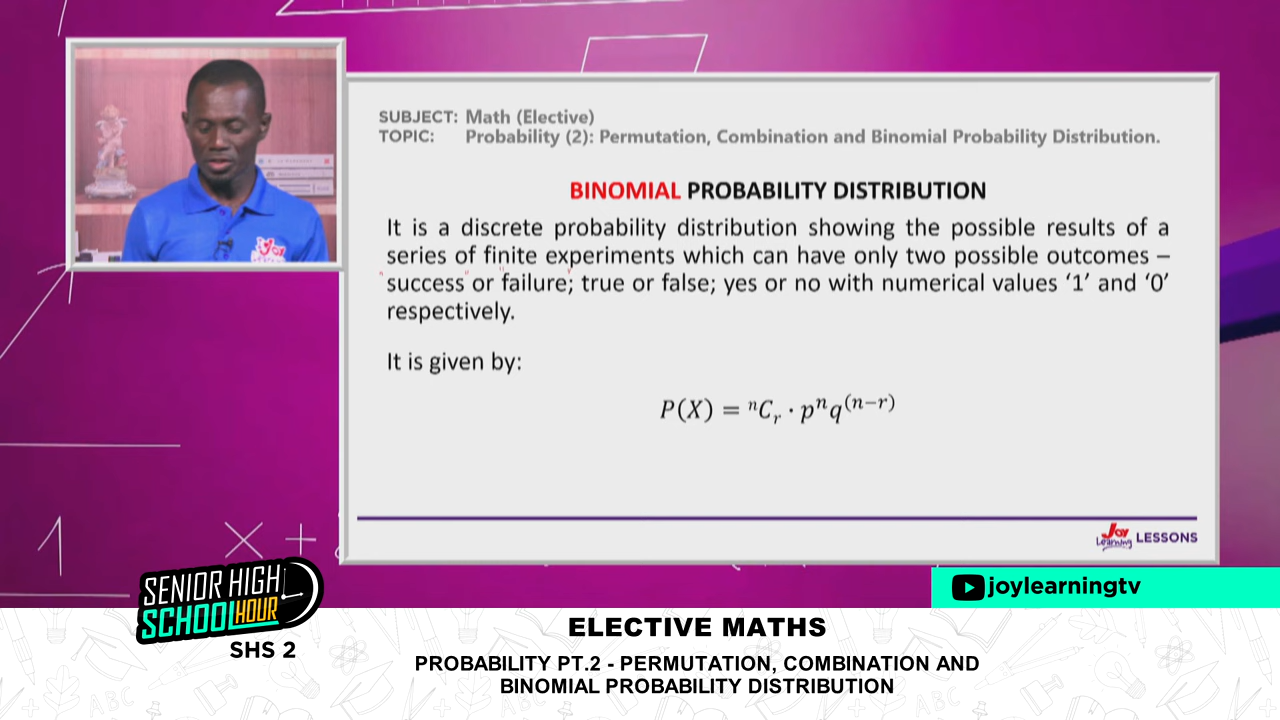 SUBJECT: Math (Elective)
TOPIC: Probability (2): Permutation, Combination and Binomial Probability Distribution.
BINOMIAL PROBABILITY DISTRIBUTION
It is a discrete probability distribution showing the possible results of a
series of finite experiments which can have only two possible outcomes –
success or failure; true or false; yes or no with numerical values ‘1’ and ‘0’
respectively.
It is given by:
P(X) = ⁿCᵣ · pⁿq⁽ⁿ⁻ʳ⁾
Joy Learning LESSONS
1
× +
joylearningtv
SENIOR HIGH
SCHOOL HOUR
SHS 2
ELECTIVE MATHS
PROBABILITY PT.2 - PERMUTATION, COMBINATION AND
BINOMIAL PROBABILITY DISTRIBUTION
Joy